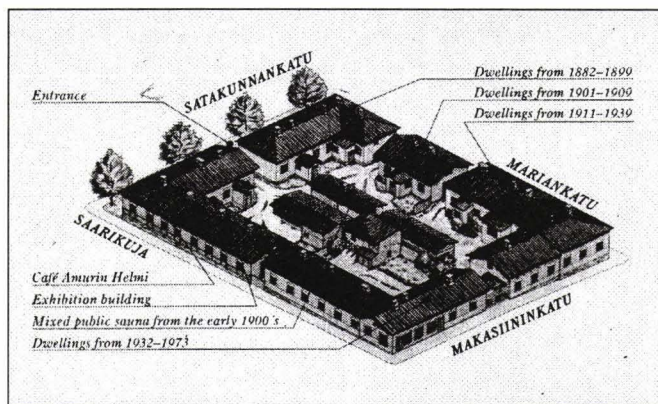 SATAKUNNANKATU
Entrance
Dwellings from 1882–1899
Dwellings from 1901–1909
Dwellings from 1911–1939
MARIANKATU
SAARIKUJA
Café Amurin Helmi
Exhibition building
Mixed public sauna from the early 1900's
Dwellings from 1932–1973
MAKASIININKATU